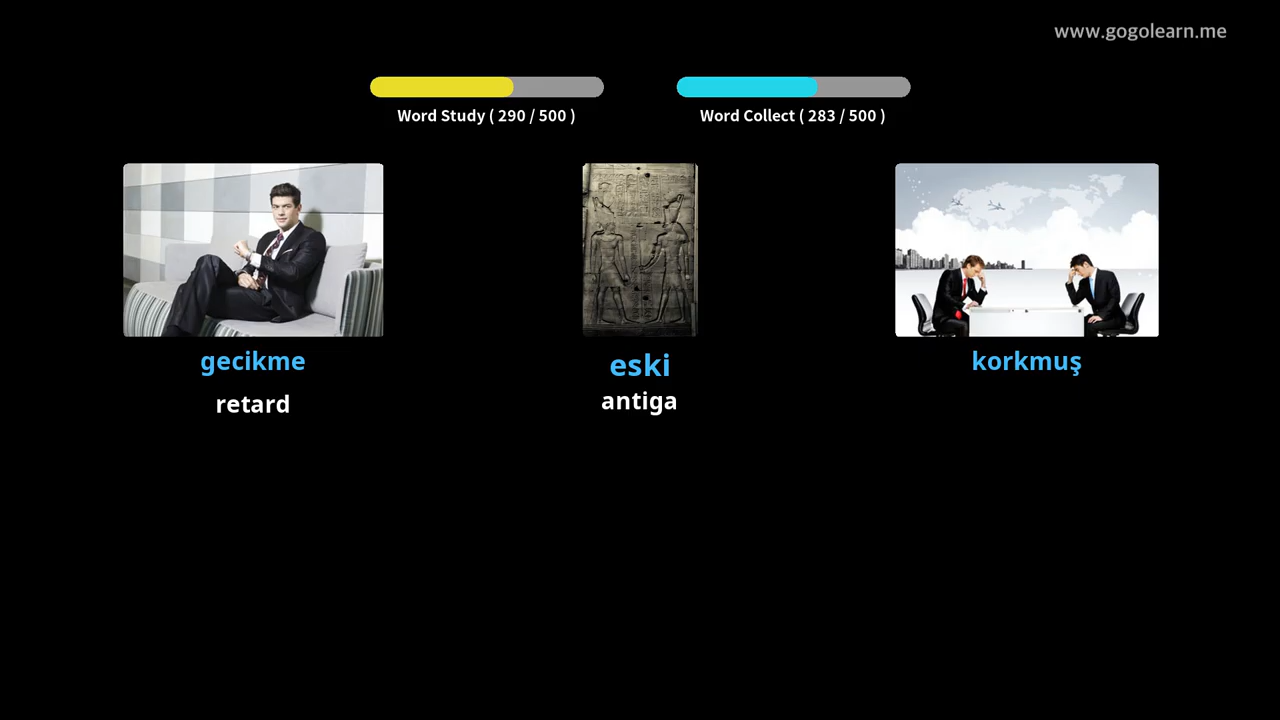 www.gogolearn.me
Word Study ( 290 / 500 )
Word Collect ( 283 / 500 )
gecikme
retard
eski
antiga
korkmuş